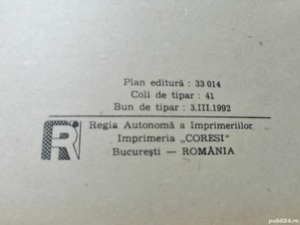 Plan editură : 33 014
Coli de tipar : 41
Bun de tipar : 3.III.1992
Regia Autonomă a Imprimeriilor
Imprimeria „CORESI"
București — ROMÂNIA
publi24.ro